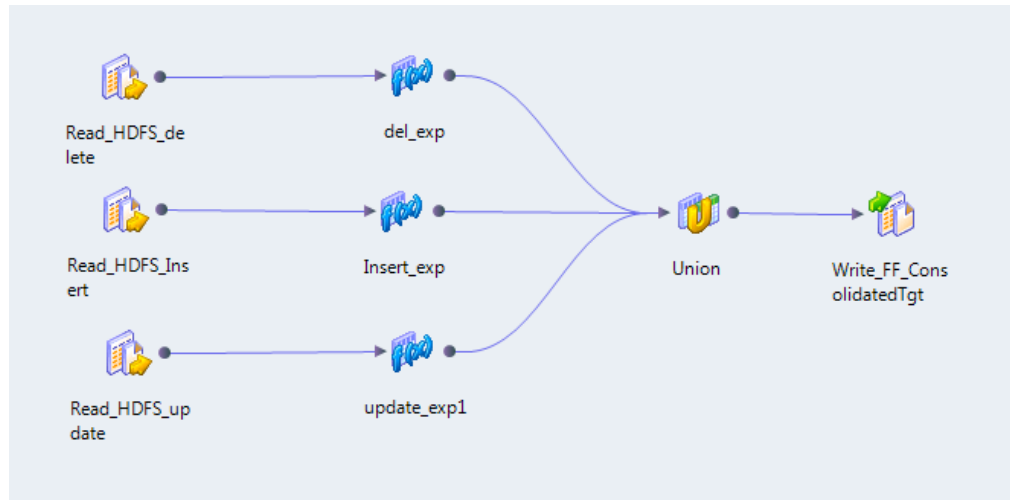 Read_HDFS_de
lete
del_exp
Read_HDFS_Ins
ert
Insert_exp
Union
Write_FF_Cons
olidatedTgt
Read_HDFS_up
date
update_exp1